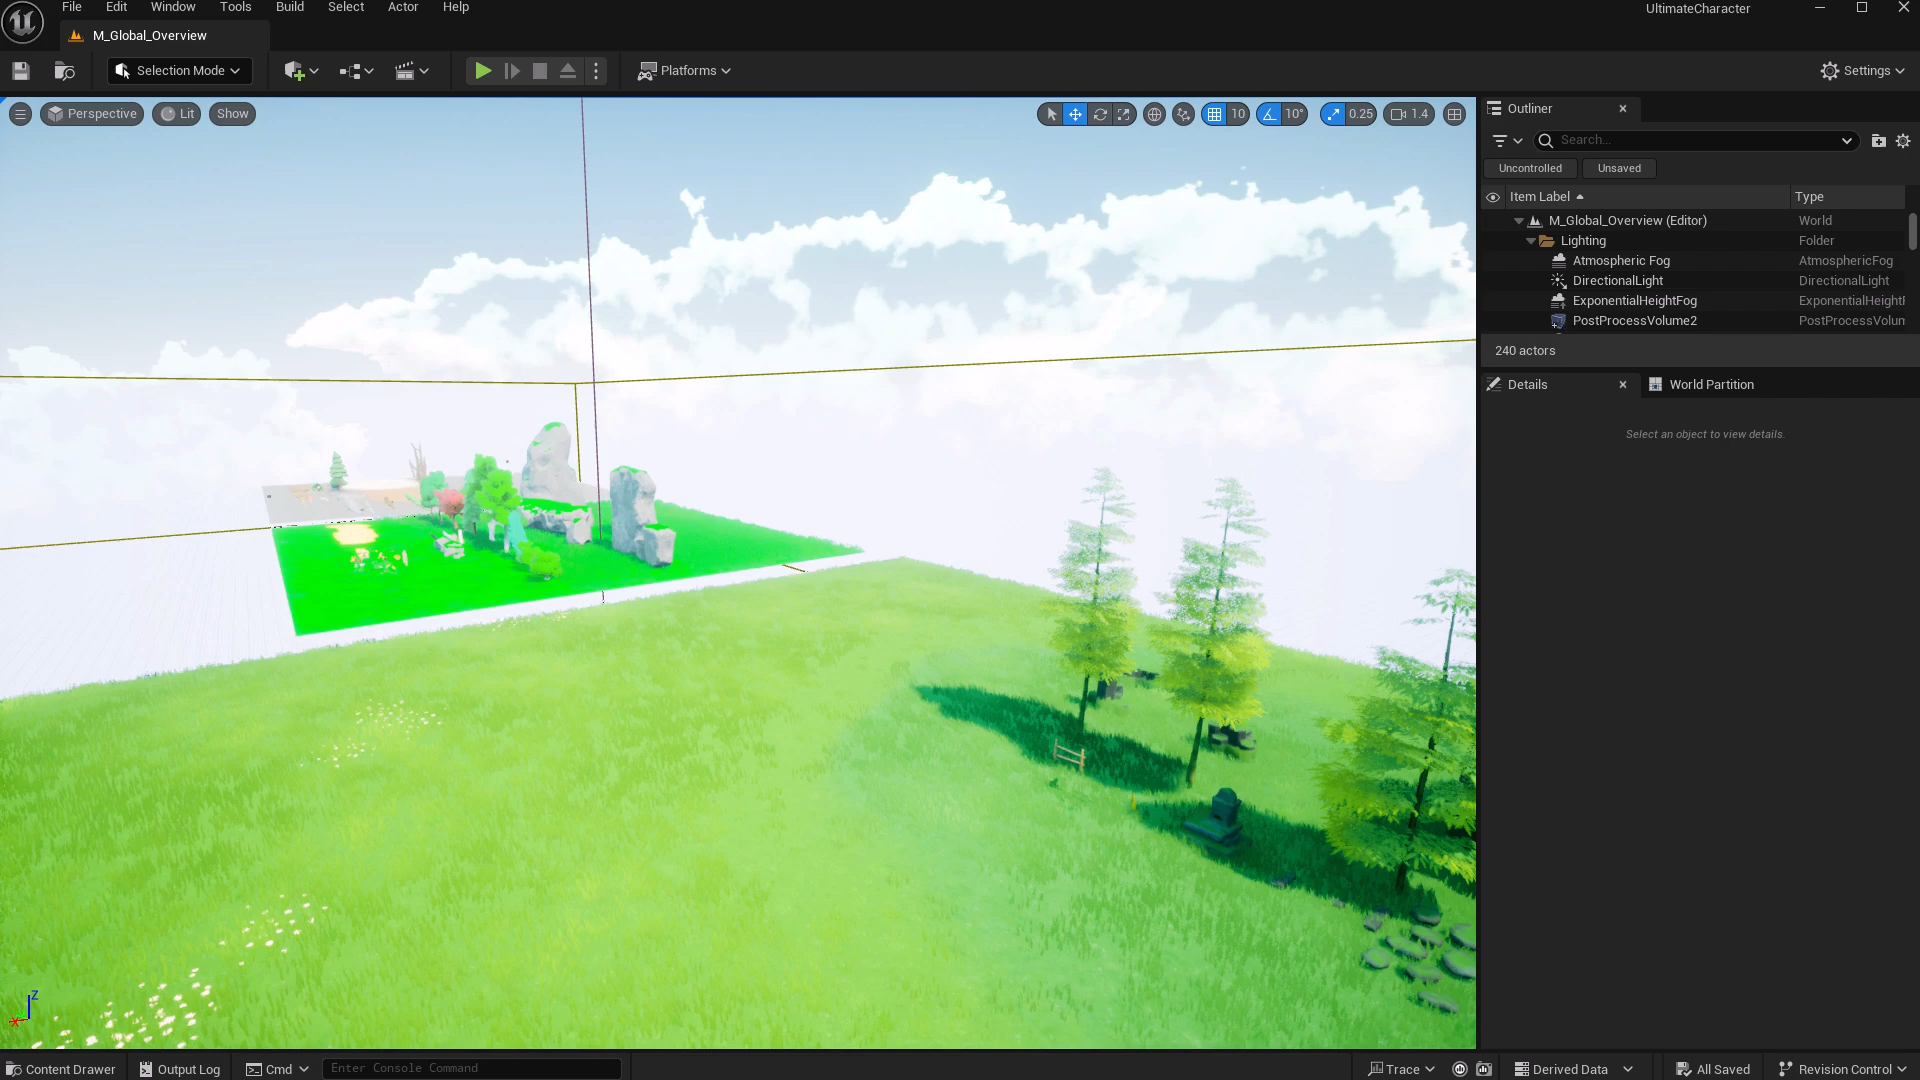 File Edit Window Tools Build Select Actor Help
UltimateCharacter
M_Global_Overview
Selection Mode
Platforms
Settings
Perspective Lit Show
10 10° 0.25 1.4
Outliner
Search...
Uncontrolled Unsaved
Item Label Type
M_Global_Overview (Editor) World
Lighting Folder
Atmospheric Fog AtmosphericFog
DirectionalLight DirectionalLight
ExponentialHeightFog ExponentialHeightF
PostProcessVolume2 PostProcessVolum
240 actors
Details World Partition
Select an object to view details.
Z
X
Content Drawer Output Log Cmd Enter Console Command Trace Derived Data All Saved Revision Control